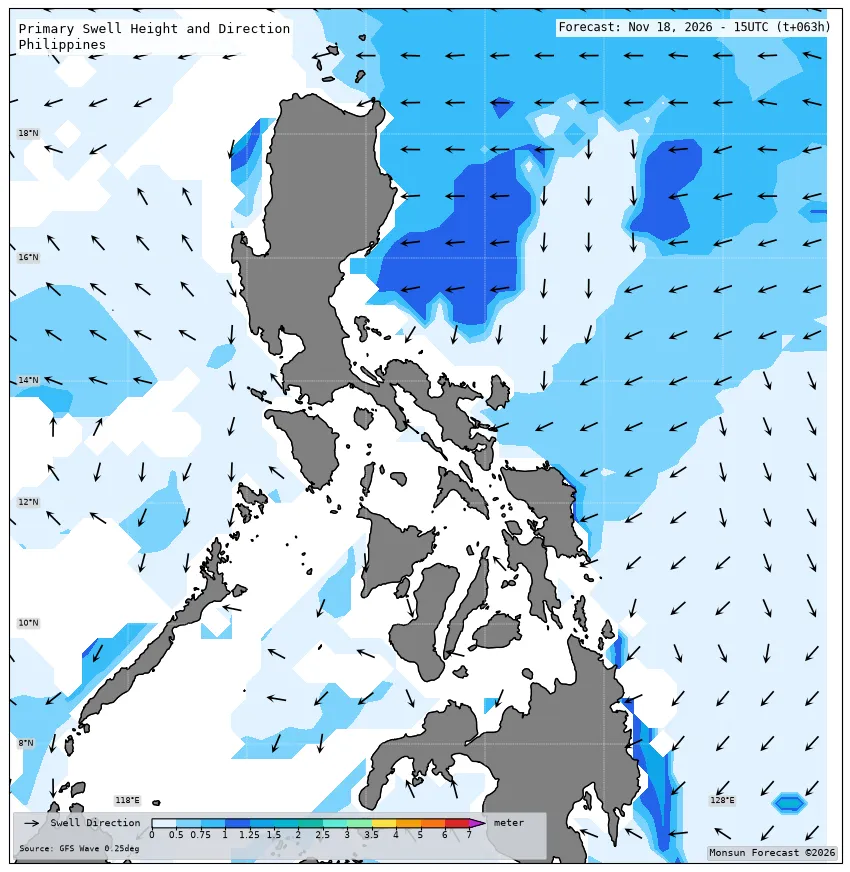 Primary Swell Height and Direction
Philippines
Forecast: Nov 18, 2026 - 15UTC (t+063h)
18°N
16°N
14°N
12°N
10°N
8°N
118°E
128°E
Swell Direction
meter
0 0.5 0.75 1 1.25 1.5 2 2.5 3 3.5 4 5 6 7
Source: GFS Wave 0.25deg
Monsun Forecast ©2026